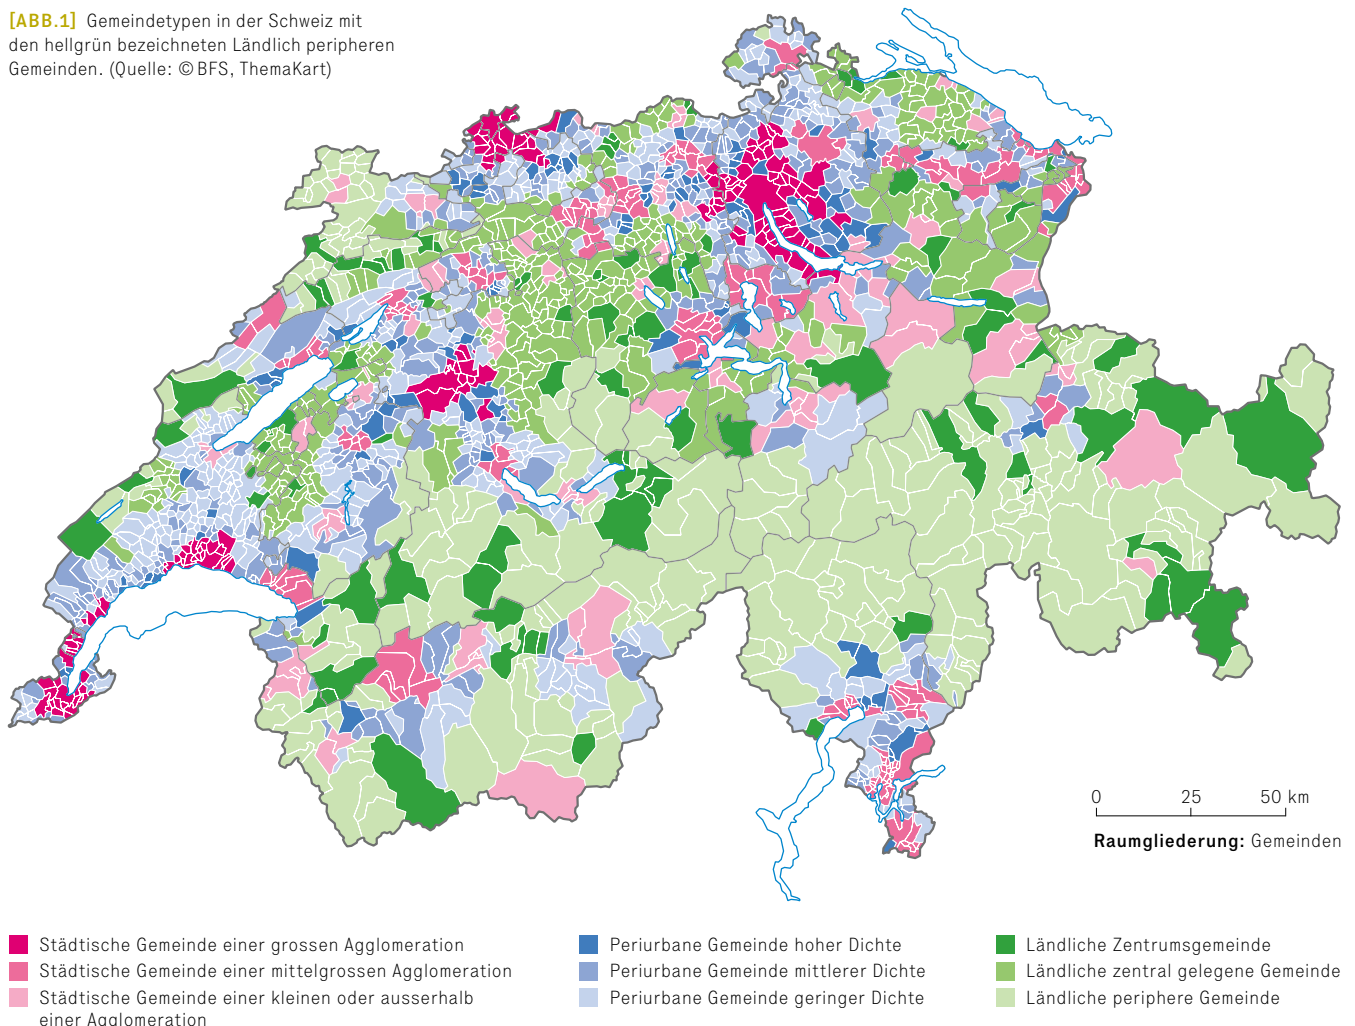 [ABB.1] Gemeindetypen in der Schweiz mit
den hellgrün bezeichneten Ländlich peripheren
Gemeinden. (Quelle: © BFS, ThemaKart)
0 25 50 km
Raumgliederung: Gemeinden
Städtische Gemeinde einer grossen Agglomeration
Städtische Gemeinde einer mittelgrossen Agglomeration
Städtische Gemeinde einer kleinen oder ausserhalb
einer Agglomeration
Periurbane Gemeinde hoher Dichte
Periurbane Gemeinde mittlerer Dichte
Periurbane Gemeinde geringer Dichte
Ländliche Zentrumsgemeinde
Ländliche zentral gelegene Gemeinde
Ländliche periphere Gemeinde